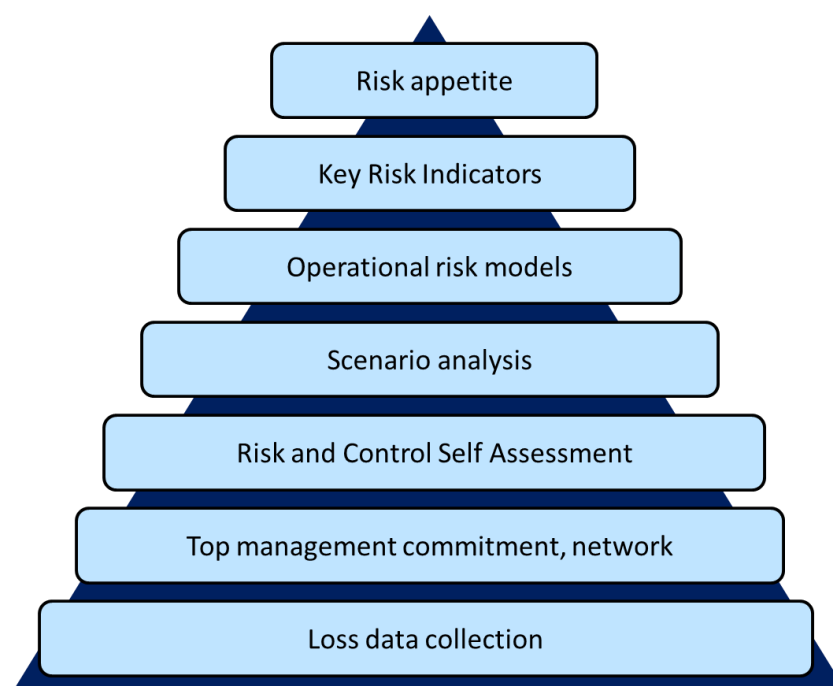 Risk appetite
Key Risk Indicators
Operational risk models
Scenario analysis
Risk and Control Self Assessment
Top management commitment, network
Loss data collection